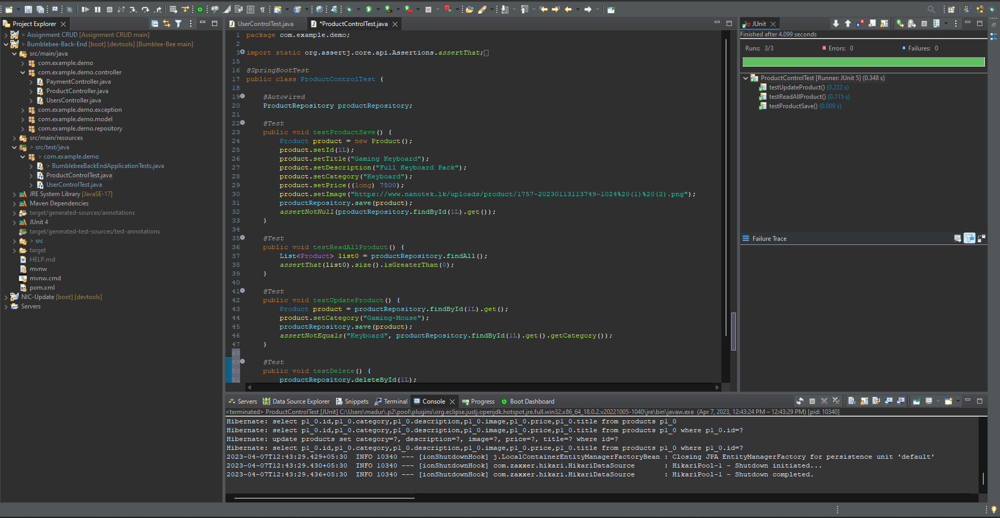 Project Explorer
> Assignment CRUD [Assignment CRUD main]
> Bumblebee-Back-End [boot] [devtools] [Bumblee-Bee main]
src/main/java
com.example.demo
com.example.demo.controller
PaymentController.java
ProductController.java
UsersController.java
com.example.demo.exception
com.example.demo.model
com.example.demo.repository
src/main/resources
> src/test/java
> com.example.demo
> BumblebeeBackEndApplicationTests.java
ProductControlTest.java
UserControlTest.java
JRE System Library [JavaSE-17]
Maven Dependencies
target/generated-sources/annotations
JUnit 4
target/generated-test-sources/test-annotations
> src
target
HELP.md
mvnw
mvnw.cmd
pom.xml
NIC-Update [boot] [devtools]
Servers
UserControlTest.java
*ProductControlTest.java
1 package com.example.demo;
2
3 import static org.assertj.core.api.Assertions.assertThat;
15
16 @SpringBootTest
17 public class ProductControlTest {
18
19 @Autowired
20 ProductRepository productRepository;
21
22 @Test
23 public void testProductSave() {
24 Product product = new Product();
25 product.setId(1L);
26 product.setTitle("Gaming Keyboard");
27 product.setDescription("Full Keyboard Pack");
28 product.setCategory("Keyboard");
29 product.setPrice((long) 7500);
30 product.setImage("https://www.nanotek.lk/uploads/product/1757-20230113113749-1024%20(1)%20(2).png");
31 productRepository.save(product);
32 assertNotNull(productRepository.findById(1L).get());
33 }
34
35 @Test
36 public void testReadAllProduct() {
37 List<Product> list0 = productRepository.findAll();
38 assertThat(list0).size().isGreaterThan(0);
39 }
40
41 @Test
42 public void testUpdateProduct() {
43 Product product = productRepository.findById(1L).get();
44 product.setCategory("Gaming-Mouse");
45 productRepository.save(product);
46 assertNotEquals("Keyboard", productRepository.findById(1L).get().getCategory());
47 }
48
49 @Test
50 public void testDelete() {
51 productRepository.deleteById(1L);
JUnit
Finished after 4.099 seconds
Runs: 3/3 Errors: 0 Failures: 0
ProductControlTest [Runner: JUnit 5] (0.348 s)
testUpdateProduct() (0.222 s)
testReadAllProduct() (0.115 s)
testProductSave() (0.009 s)
Failure Trace
Servers Data Source Explorer Snippets Terminal Console Progress Boot Dashboard
<terminated> ProductControlTest [JUnit] C:\Users\madur\.p2\pool\plugins\org.eclipse.justj.openjdk.hotspot.jre.full.win32.x86_64_18.0.2.v20221005-1040\jre\bin\javaw.exe (Apr 7, 2023, 12:43:24 PM – 12:43:29 PM) [pid: 10340]
Hibernate: select p1_0.id,p1_0.category,p1_0.description,p1_0.image,p1_0.price,p1_0.title from products p1_0
Hibernate: select p1_0.id,p1_0.category,p1_0.description,p1_0.image,p1_0.price,p1_0.title from products p1_0 where p1_0.id=?
Hibernate: update products set category=?, description=?, image=?, price=?, title=? where id=?
Hibernate: select p1_0.id,p1_0.category,p1_0.description,p1_0.image,p1_0.price,p1_0.title from products p1_0 where p1_0.id=?
2023-04-07T12:43:29.429+05:30 INFO 10340 --- [ionShutdownHook] j.LocalContainerEntityManagerFactoryBean : Closing JPA EntityManagerFactory for persistence unit 'default'
2023-04-07T12:43:29.430+05:30 INFO 10340 --- [ionShutdownHook] com.zaxxer.hikari.HikariDataSource : HikariPool-1 - Shutdown initiated...
2023-04-07T12:43:29.436+05:30 INFO 10340 --- [ionShutdownHook] com.zaxxer.hikari.HikariDataSource : HikariPool-1 - Shutdown completed.